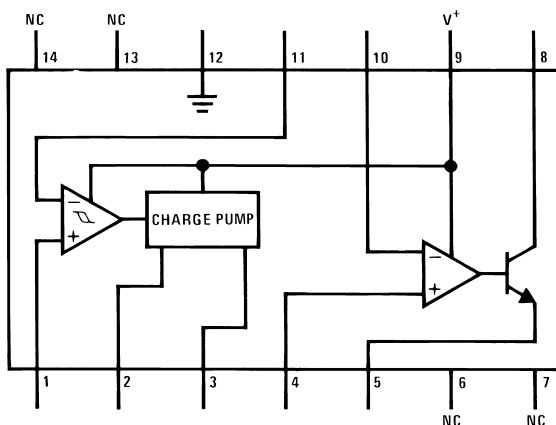 NC NC V+
14 13 12 11 10 9 8
−
+
CHARGE PUMP
−
+
1 2 3 4 5 6 7
NC NC